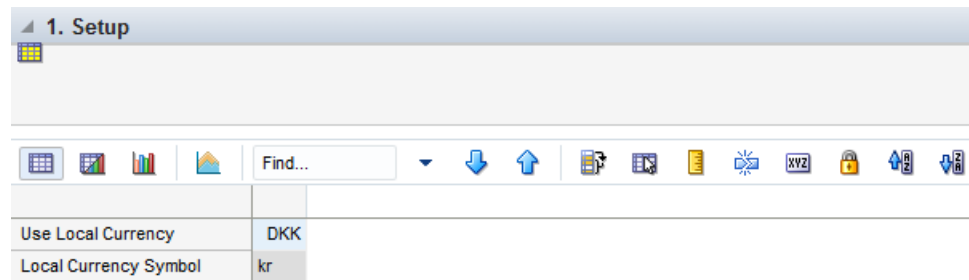 1. Setup
Find...
XYZ
A Z
Z A
Use Local Currency DKK
Local Currency Symbol kr